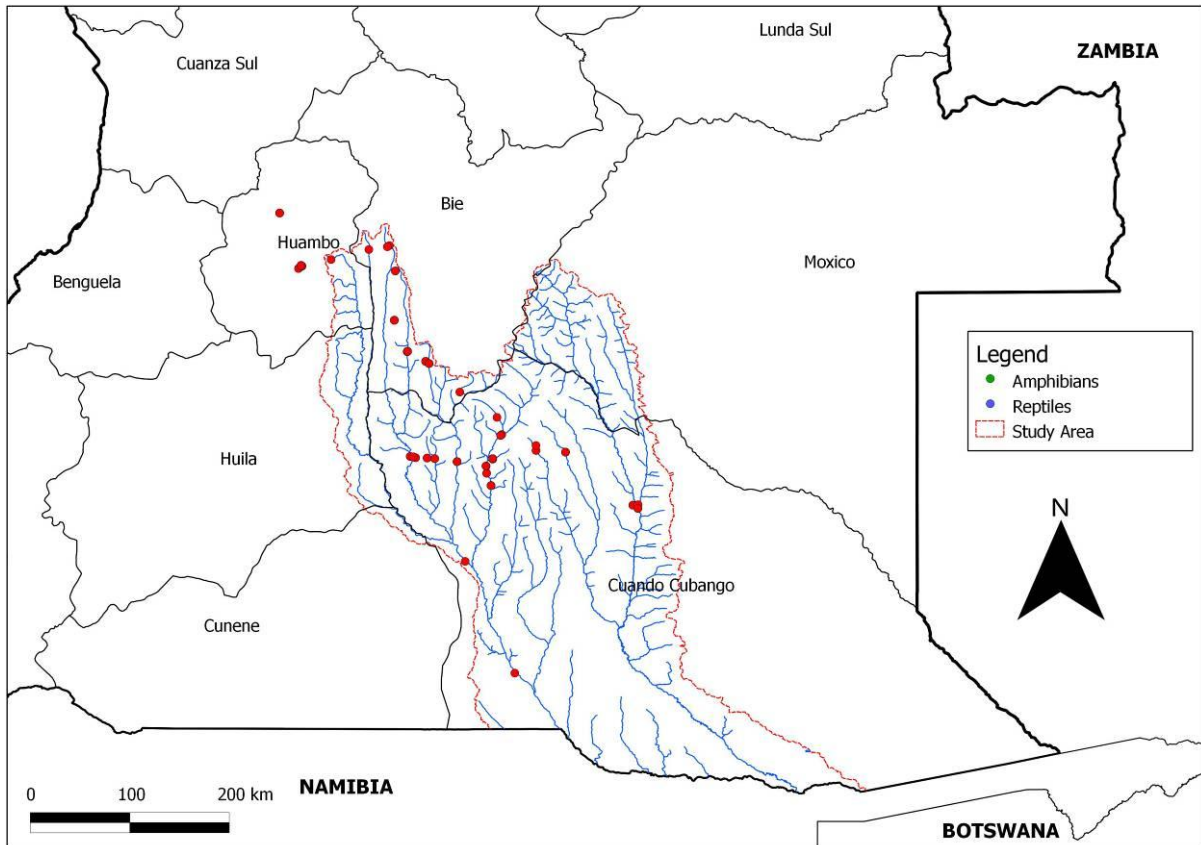 Lunda Sul
ZAMBIA
Cuanza Sul
Bie
Huambo
Moxico
Benguela
Legend
Amphibians
Reptiles
Study Area
Huila
N
Cuando Cubango
Cunene
NAMIBIA
0 100 200 km
BOTSWANA